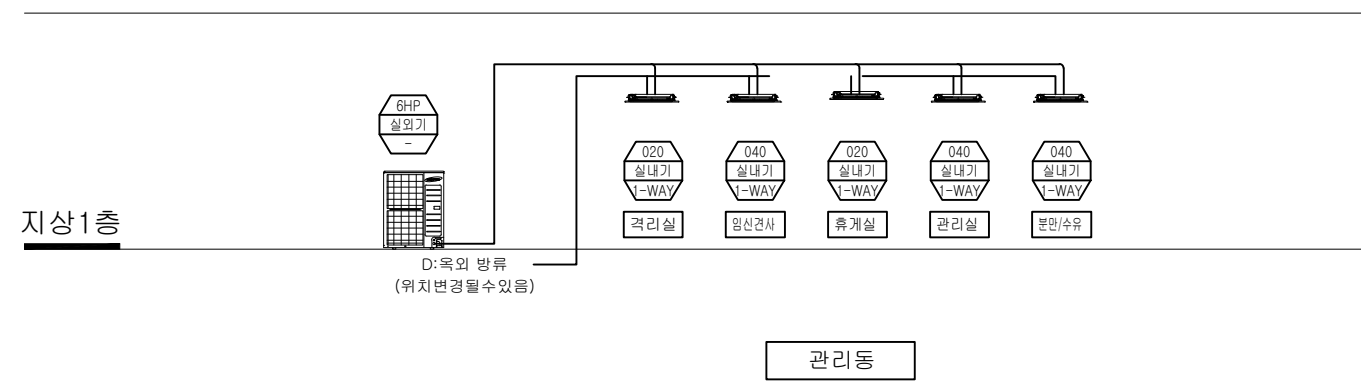 6HP
실외기
-
020
실내기
1-WAY
040
실내기
1-WAY
020
실내기
1-WAY
040
실내기
1-WAY
040
실내기
1-WAY
격리실
임신견사
휴게실
관리실
분만/수유
지상1층
D:옥외 방류
(위치변경될수있음)
관리동